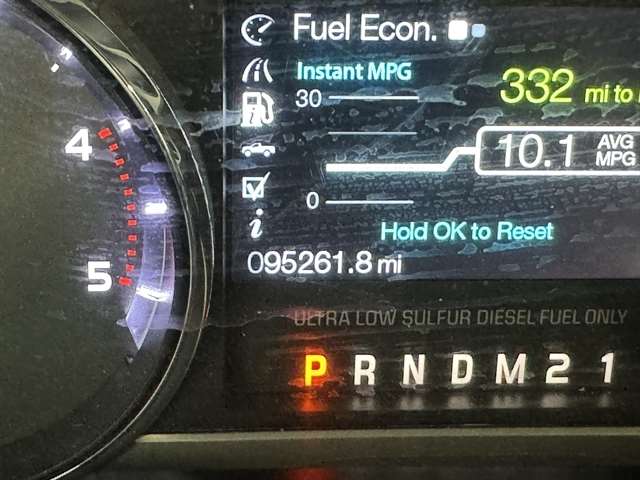 Fuel Econ.
Instant MPG
30
332 mi to
10.1 AVG MPG
0
Hold OK to Reset
095261.8 mi
4
5
ULTRA LOW SULFUR DIESEL FUEL ONLY
P R N D M 2 1